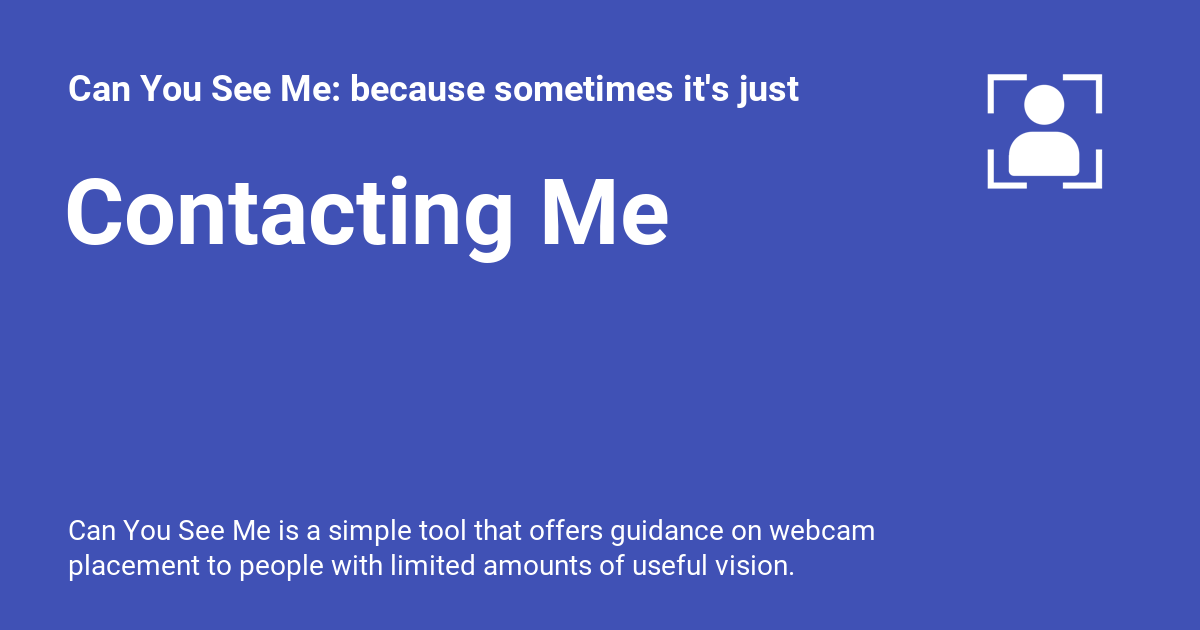 Can You See Me: because sometimes it's just
Contacting Me
Can You See Me is a simple tool that offers guidance on webcam
placement to people with limited amounts of useful vision.